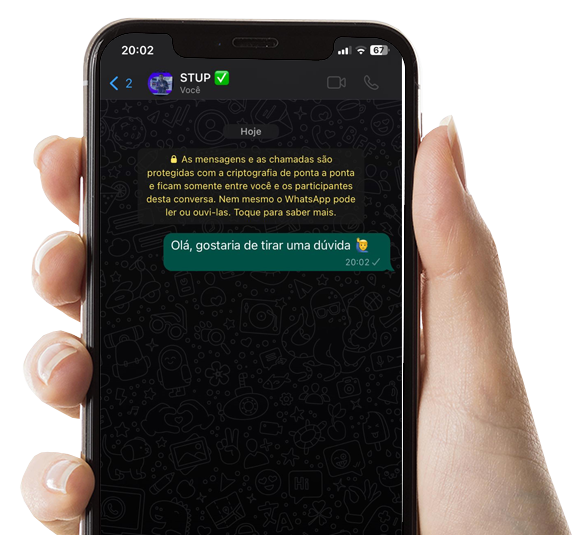 20:02 67
2 STUP ✅
Você
Hoje
🔒 As mensagens e as chamadas são
protegidas com a criptografia de ponta a ponta
e ficam somente entre você e os participantes
desta conversa. Nem mesmo o WhatsApp pode
ler ou ouvi-las. Toque para saber mais.
Olá, gostaria de tirar uma dúvida 🙋‍♂️
20:02 ✓